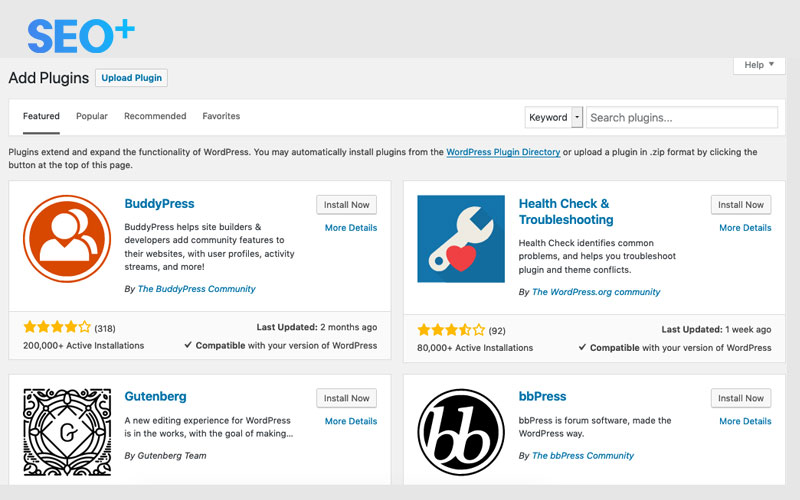 SEO+
Help ▼
Add Plugins
Upload Plugin
Featured Popular Recommended Favorites
Keyword
Search plugins...
Plugins extend and expand the functionality of WordPress. You may automatically install plugins from the WordPress Plugin Directory or upload a plugin in .zip format by clicking the
button at the top of this page.
BuddyPress
Install Now
More Details
BuddyPress helps site builders &
developers add community features to
their websites, with user profiles, activity
streams, and more!
By The BuddyPress Community
(318)
Last Updated: 2 months ago
200,000+ Active Installations
✓ Compatible with your version of WordPress
Health Check &
Troubleshooting
Install Now
More Details
Health Check identifies common
problems, and helps you troubleshoot
plugin and theme conflicts.
By The WordPress.org community
(92)
Last Updated: 1 week ago
80,000+ Active Installations
✓ Compatible with your version of WordPress
G
Gutenberg
Install Now
More Details
A new editing experience for WordPress
is in the works, with the goal of making...
By Gutenberg Team
bb
bbPress
Install Now
More Details
bbPress is forum software, made the
WordPress way.
By The bbPress Community